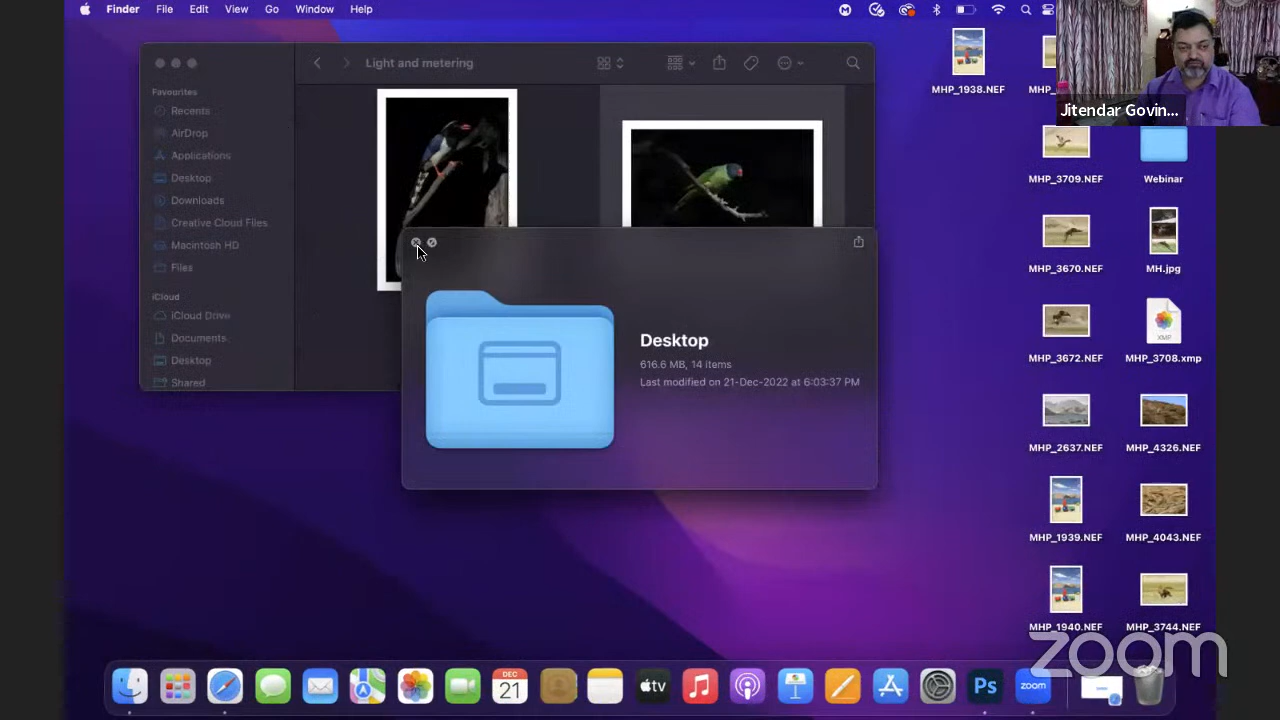 Finder File Edit View Go Window Help
Light and metering
Favourites
Recents
AirDrop
Applications
Desktop
Downloads
Creative Cloud Files
Macintosh HD
Files
iCloud
iCloud Drive
Documents
Desktop
Shared
Desktop
616.6 MB, 14 items
Last modified on 21-Dec-2022 at 6:03:37 PM
MHP_1938.NEF
MHP_
Jitendar Govin...
MHP_3709.NEF
Webinar
MHP_3670.NEF
MH.jpg
XMP
MHP_3672.NEF
MHP_3708.xmp
MHP_2637.NEF
MHP_4326.NEF
MHP_1939.NEF
MHP_4043.NEF
MHP_1940.NEF
MHP_3744.NEF
zoom
DEC
21
tv
Ps
zoom